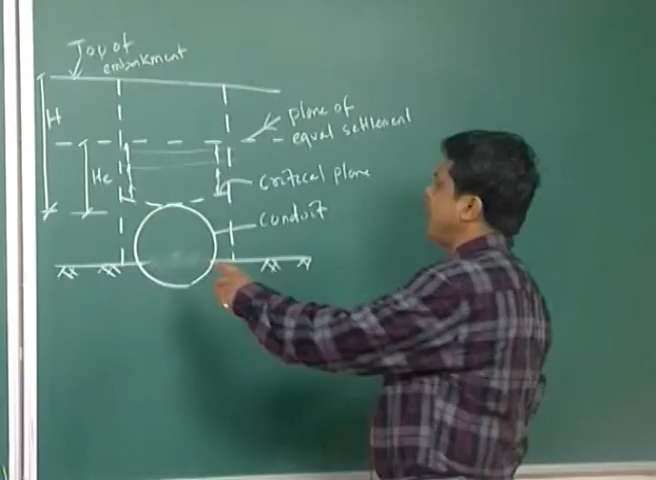 Top of
embankment
H
plane of
equal settlement
He
critical plane
conduit